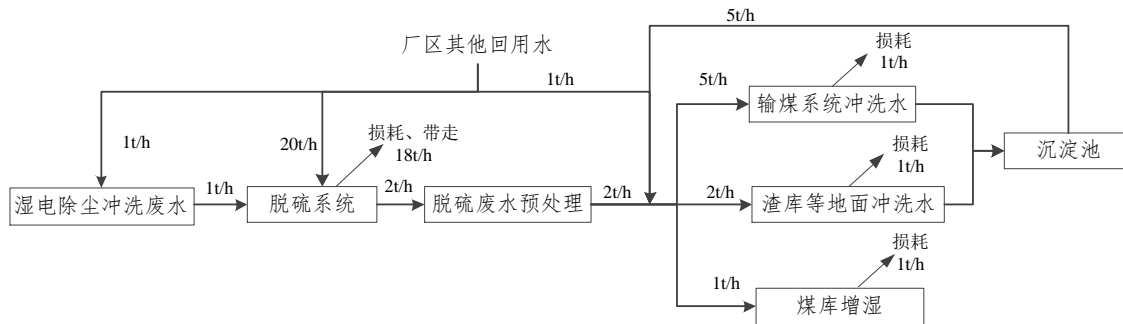 5t/h
厂区其他回用水
损耗
1t/h
1t/h
5t/h
输煤系统冲洗水
1t/h
20t/h
损耗、带走
18t/h
损耗
1t/h
沉淀池
湿电除尘冲洗废水
1t/h
脱硫系统
2t/h
脱硫废水预处理
2t/h
2t/h
渣库等地面冲洗水
损耗
1t/h
1t/h
煤库增湿